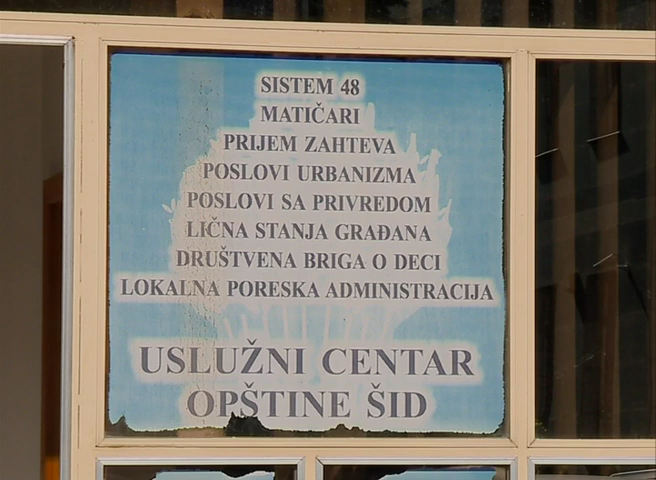 SISTEM 48
MATIČARI
PRIJEM ZAHTEVA
POSLOVI URBANIZMA
POSLOVI SA PRIVREDOM
LIČNA STANJA GRAĐANA
DRUŠTVENA BRIGA O DECI
LOKALNA PORESKA ADMINISTRACIJA
USLUŽNI CENTAR
OPŠTINE ŠID